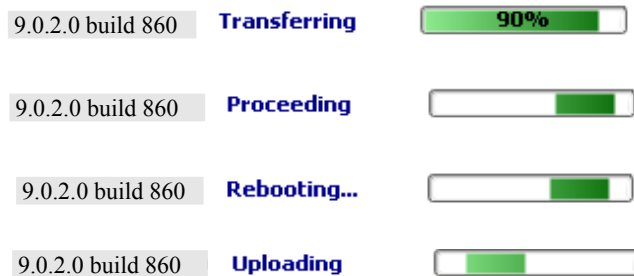 9.0.2.0 build 860 Transferring 90%
9.0.2.0 build 860 Proceeding
9.0.2.0 build 860 Rebooting...
9.0.2.0 build 860 Uploading